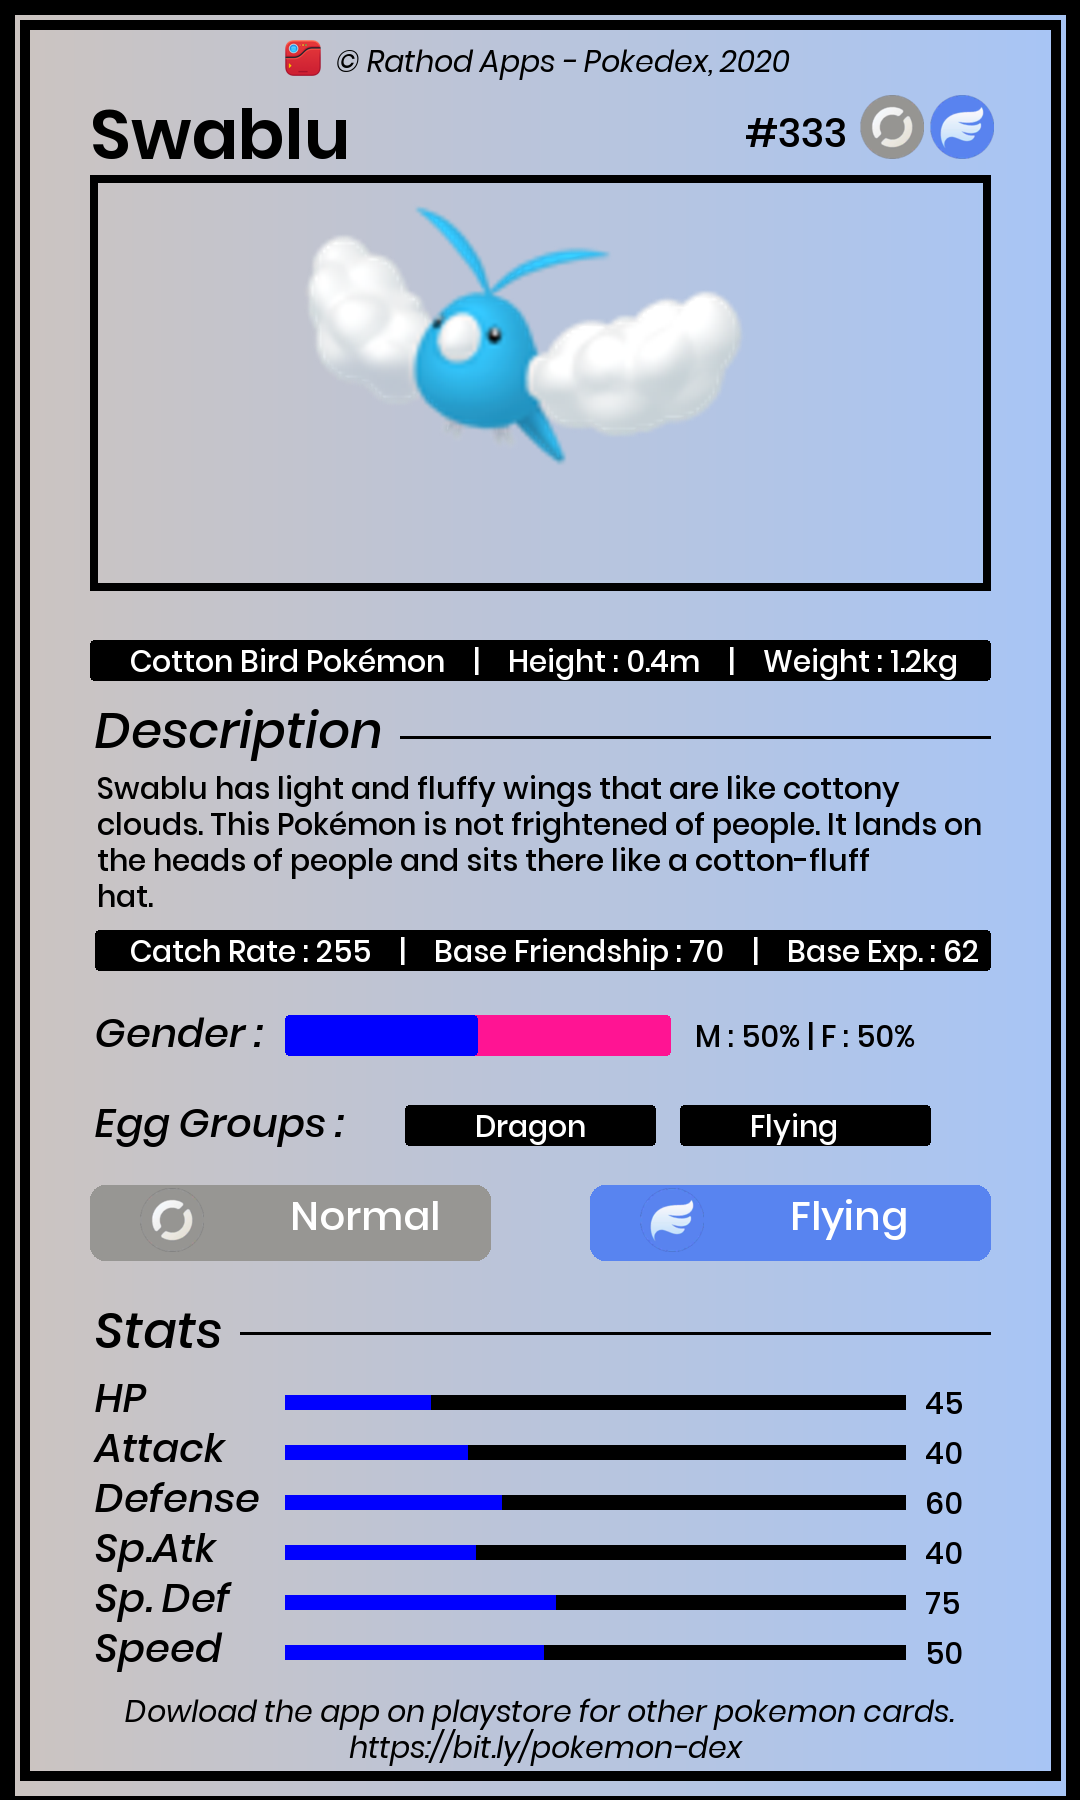 © Rathod Apps - Pokedex, 2020
Swablu #333
Cotton Bird Pokémon | Height : 0.4m | Weight : 1.2kg
Description
Swablu has light and fluffy wings that are like cottony
clouds. This Pokémon is not frightened of people. It lands on
the heads of people and sits there like a cotton-fluff
hat.
Catch Rate : 255 | Base Friendship : 70 | Base Exp. : 62
Gender : M : 50% | F : 50%
Egg Groups : Dragon Flying
Normal Flying
Stats
HP 45
Attack 40
Defense 60
Sp.Atk 40
Sp. Def 75
Speed 50
Dowload the app on playstore for other pokemon cards.
https://bit.ly/pokemon-dex